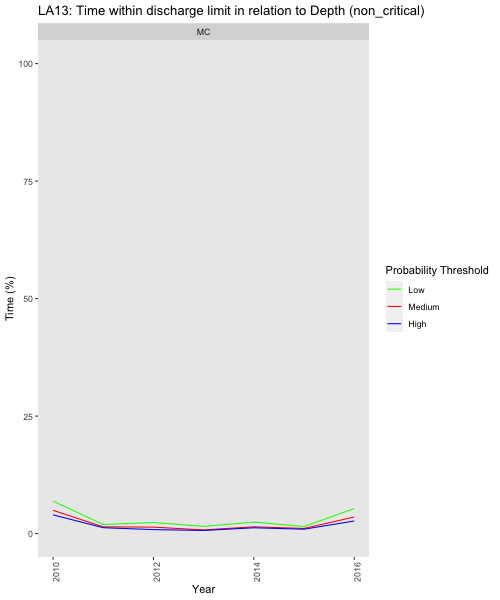 LA13: Time within discharge limit in relation to Depth (non_critical)
MC
100
75
50
25
0
Time (%)
2010
2012
2014
2016
Year
Probability Threshold
Low
Medium
High